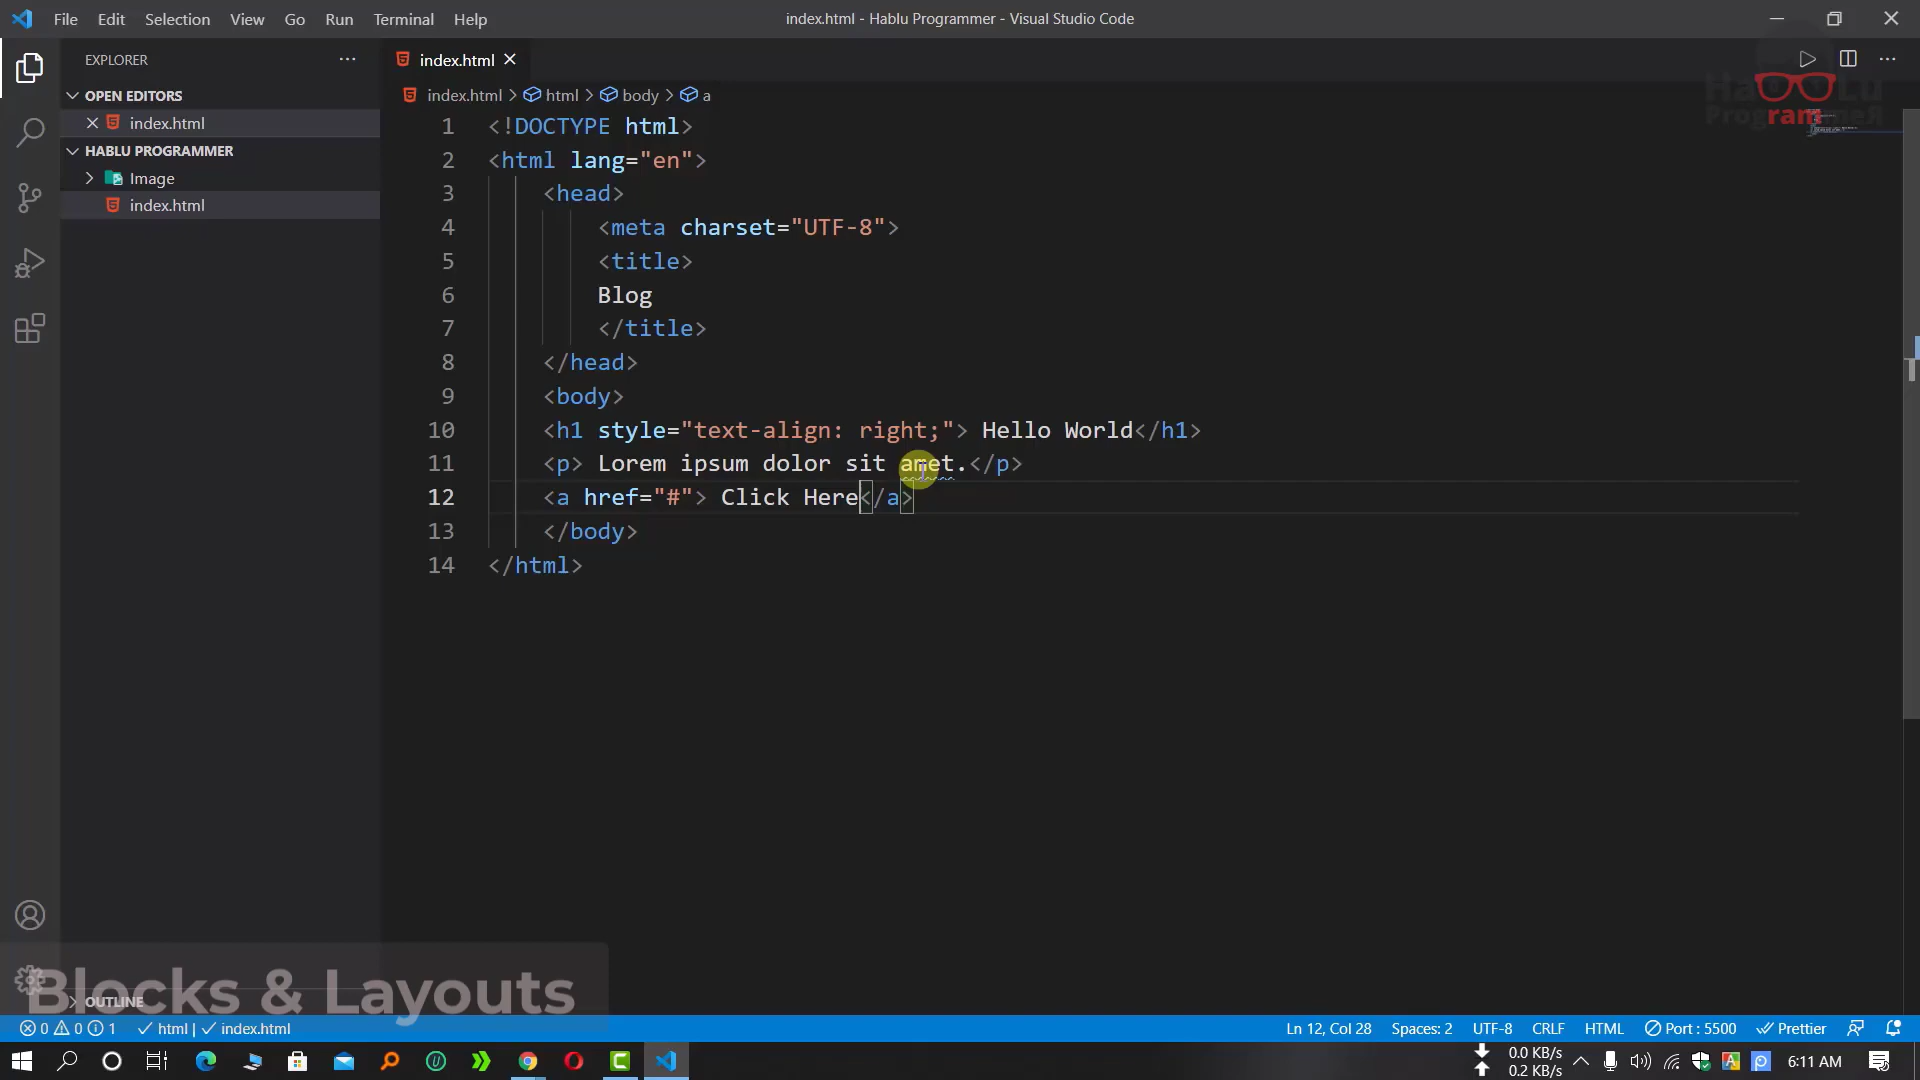 File Edit Selection View Go Run Terminal Help
index.html - Hablu Programmer - Visual Studio Code
EXPLORER
OPEN EDITORS
index.html
HABLU PROGRAMMER
Image
index.html
index.html
index.html > html > body > a
1 <!DOCTYPE html>
2 <html lang="en">
3 <head>
4 <meta charset="UTF-8">
5 <title>
6 Blog
7 </title>
8 </head>
9 <body>
10 <h1 style="text-align: right;"> Hello World</h1>
11 <p> Lorem ipsum dolor sit amet.</p>
12 <a href="#"> Click Here</a>
13 </body>
14 </html>
Blocks & Layouts
OUTLINE
0 0 1 html | index.html
Ln 12, Col 28 Spaces: 2 UTF-8 CRLF HTML Port : 5500 Prettier
0.0 KB/s
0.2 KB/s
6:11 AM